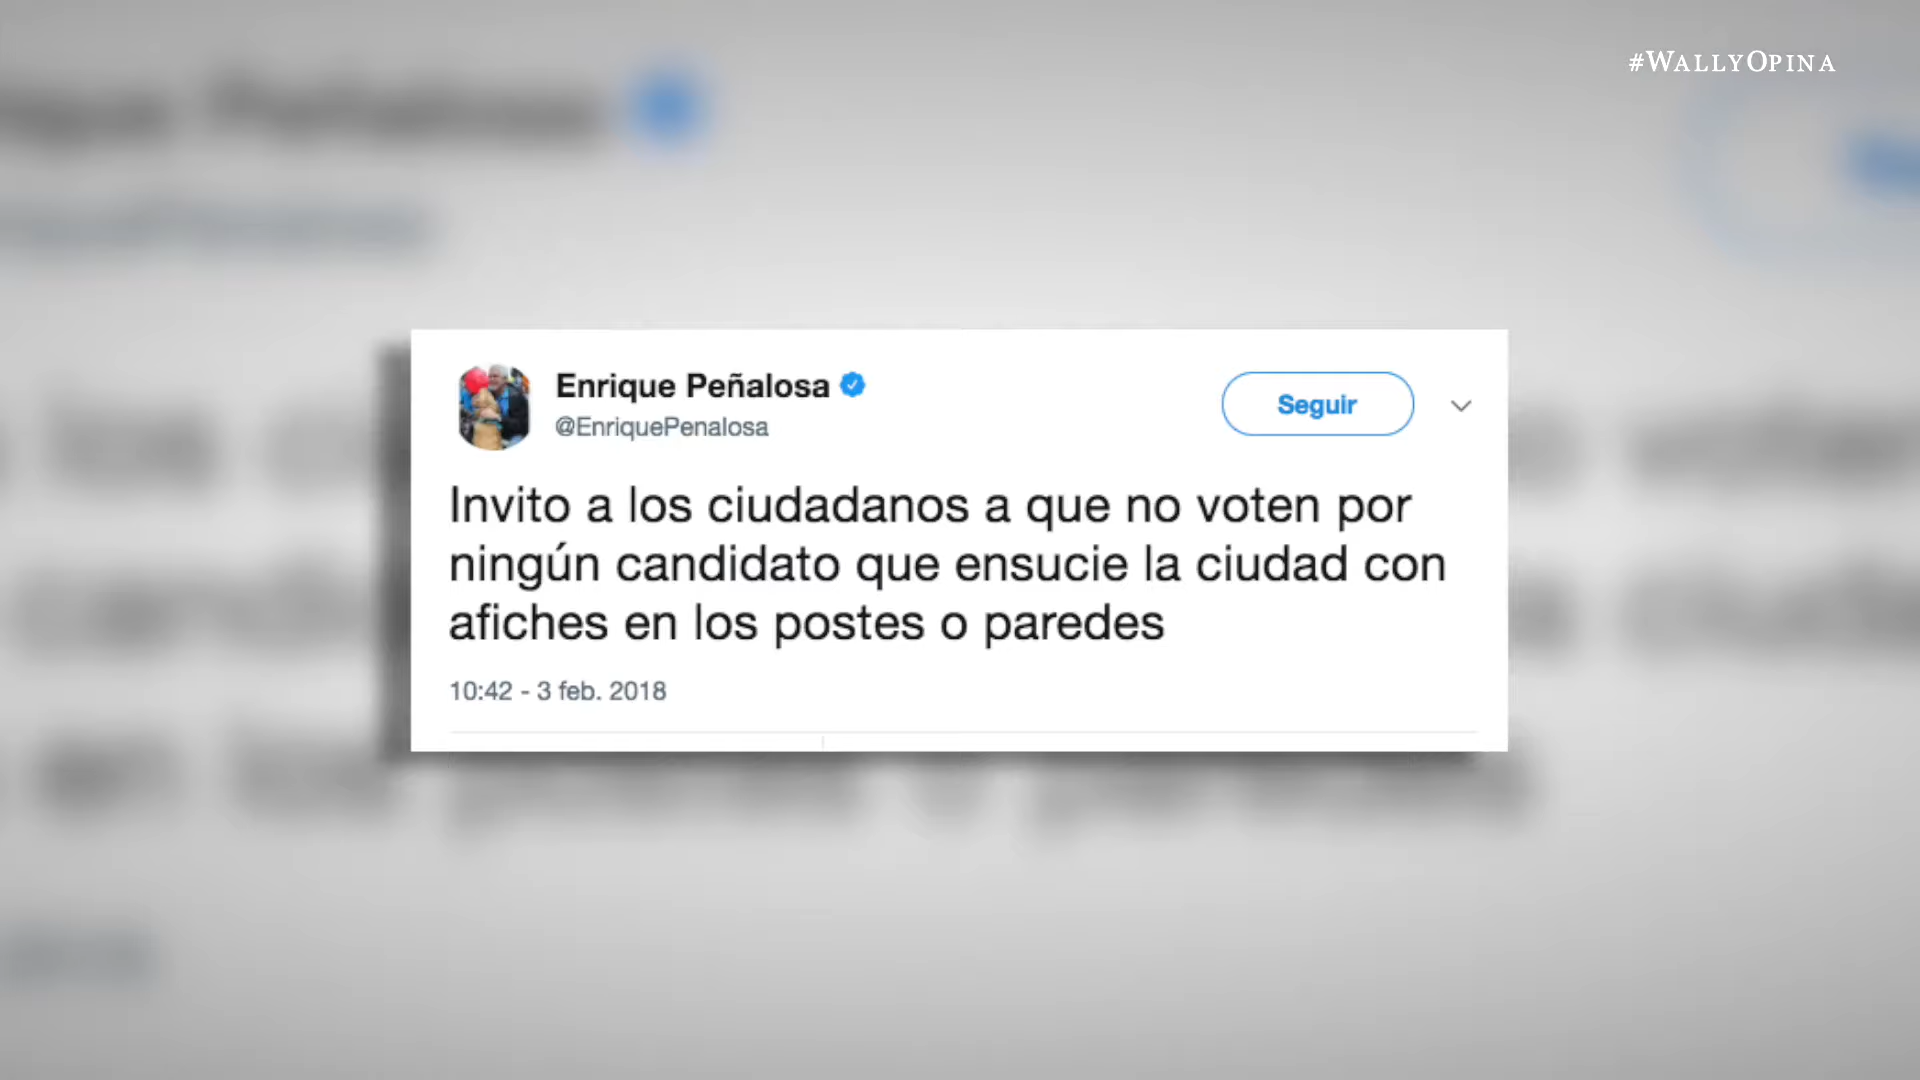 #WALLYOPINA
Enrique Peñalosa
@EnriquePenalosa
Seguir
Invito a los ciudadanos a que no voten por
ningún candidato que ensucie la ciudad con
afiches en los postes o paredes
10:42 - 3 feb. 2018